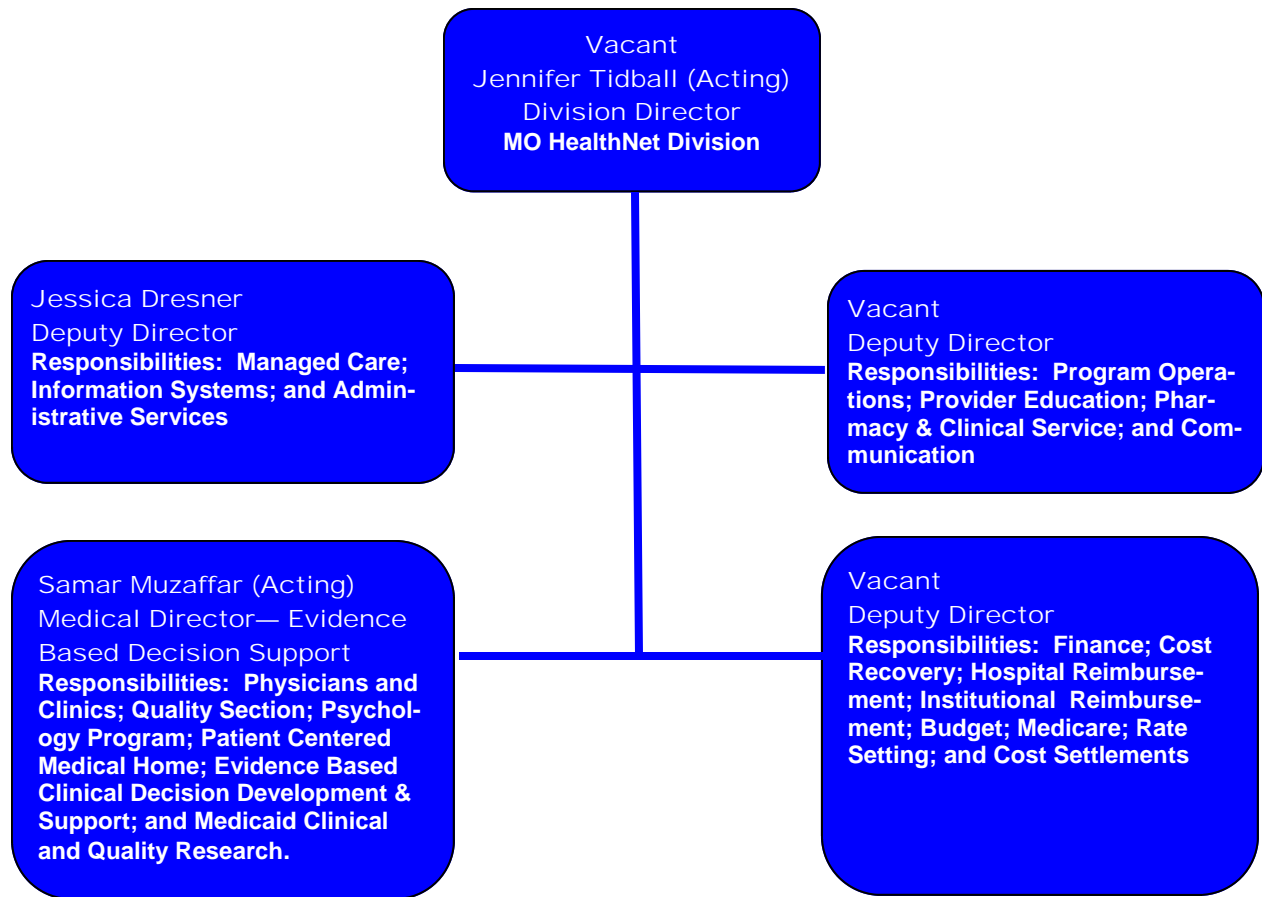 Vacant
Jennifer Tidball (Acting)
Division Director
MO HealthNet Division
Jessica Dresner
Deputy Director
Responsibilities:  Managed Care;
Information Systems; and Admin-
istrative Services
Vacant
Deputy Director
Responsibilities:  Program Opera-
tions; Provider Education; Phar-
macy & Clinical Service; and Com-
munication
Samar Muzaffar (Acting)
Medical Director— Evidence
Based Decision Support
Responsibilities:  Physicians and
Clinics; Quality Section; Psychol-
ogy Program; Patient Centered
Medical Home; Evidence Based
Clinical Decision Development &
Support; and Medicaid Clinical
and Quality Research.
Vacant
Deputy Director
Responsibilities:  Finance; Cost
Recovery; Hospital Reimburse-
ment; Institutional  Reimburse-
ment; Budget; Medicare; Rate
Setting; and Cost Settlements